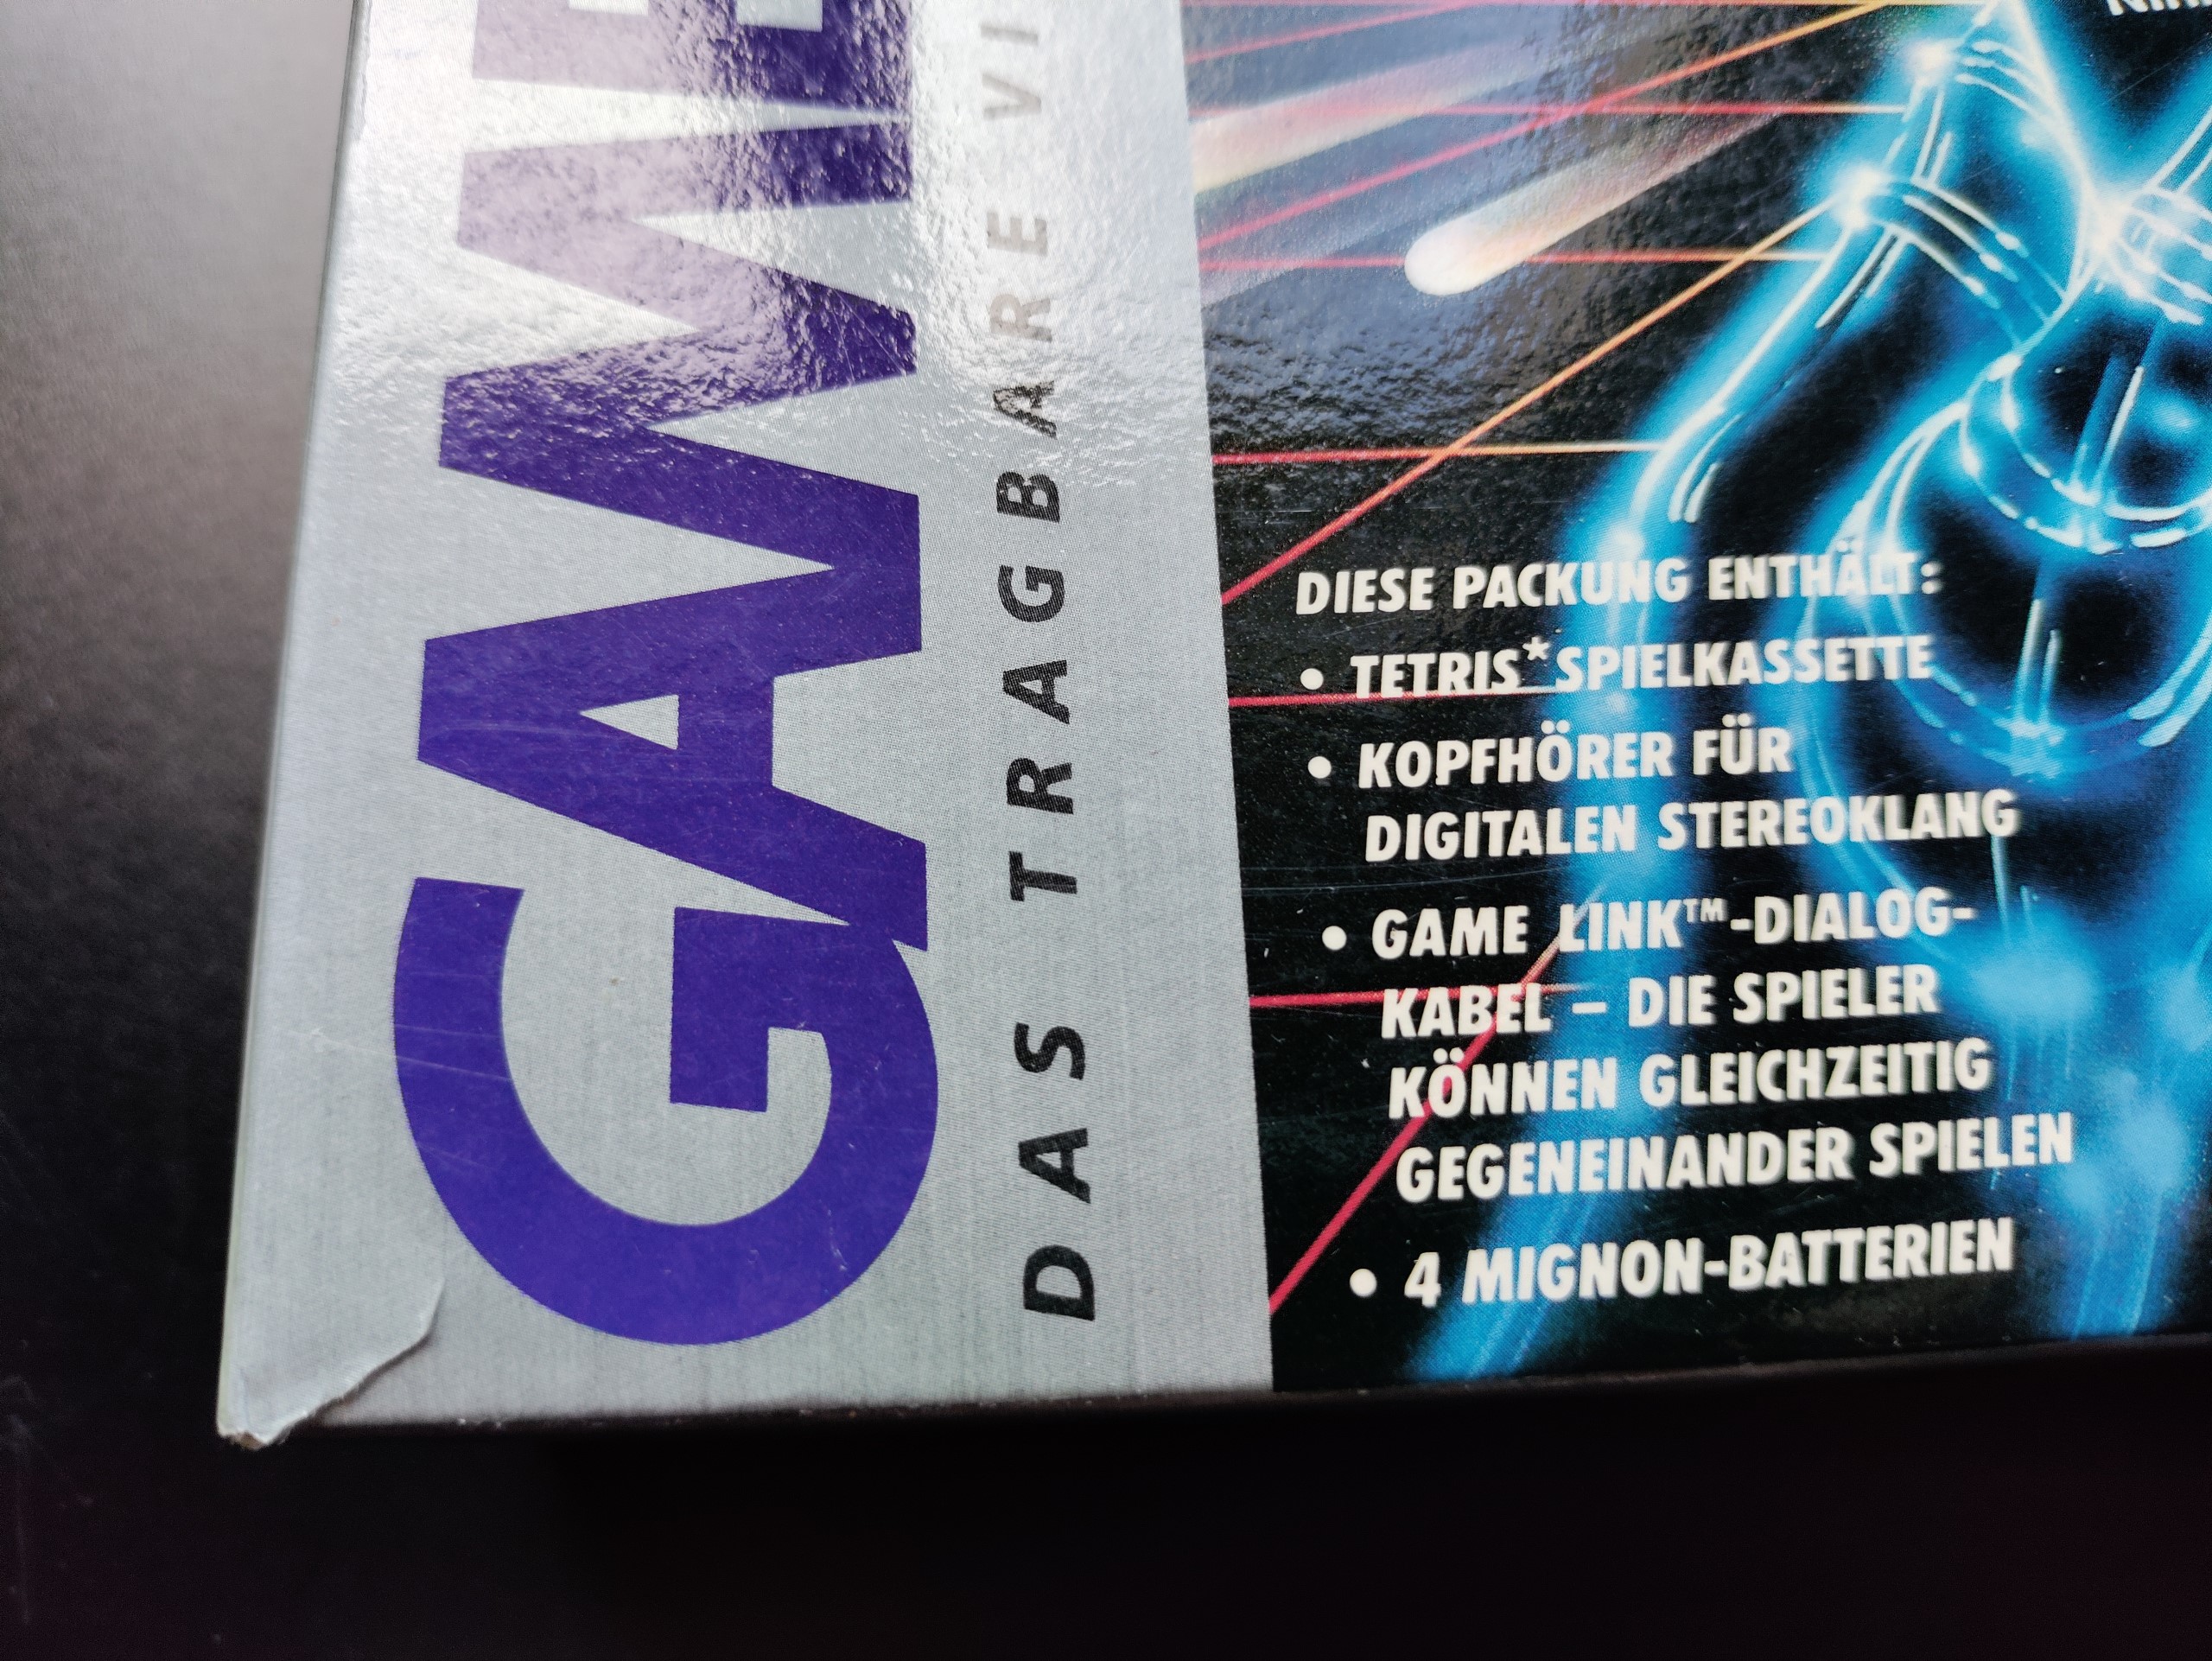 GAME
DAS TRAGBARE VI
DIESE PACKUNG ENTHÄLT:
• TETRIS* SPIELKASSETTE
• KOPFHÖRER FÜR
DIGITALEN STEREOKLANG
• GAME LINK™-DIALOG-
KABEL – DIE SPIELER
KÖNNEN GLEICHZEITIG
GEGENEINANDER SPIELEN
• 4 MIGNON-BATTERIEN